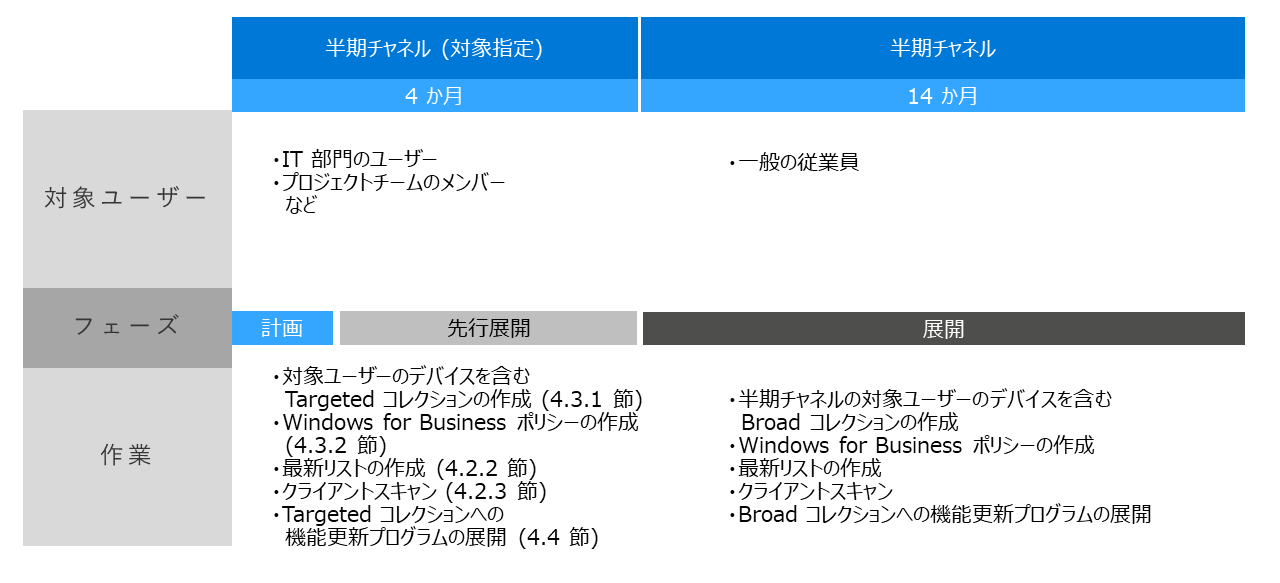 半期チャネル (対象指定)
半期チャネル
4 か月
14 か月
対象ユーザー
・IT 部門のユーザー
・プロジェクトチームのメンバー
など
・一般の従業員
フェーズ
計画
先行展開
展開
作業
・対象ユーザーのデバイスを含む
Targeted コレクションの作成 (4.3.1 節)
・Windows for Business ポリシーの作成
(4.3.2 節)
・最新リストの作成 (4.2.2 節)
・クライアントスキャン (4.2.3 節)
・Targeted コレクションへの
機能更新プログラムの展開 (4.4 節)
・半期チャネルの対象ユーザーのデバイスを含む
Broad コレクションの作成
・Windows for Business ポリシーの作成
・最新リストの作成
・クライアントスキャン
・Broad コレクションへの機能更新プログラムの展開